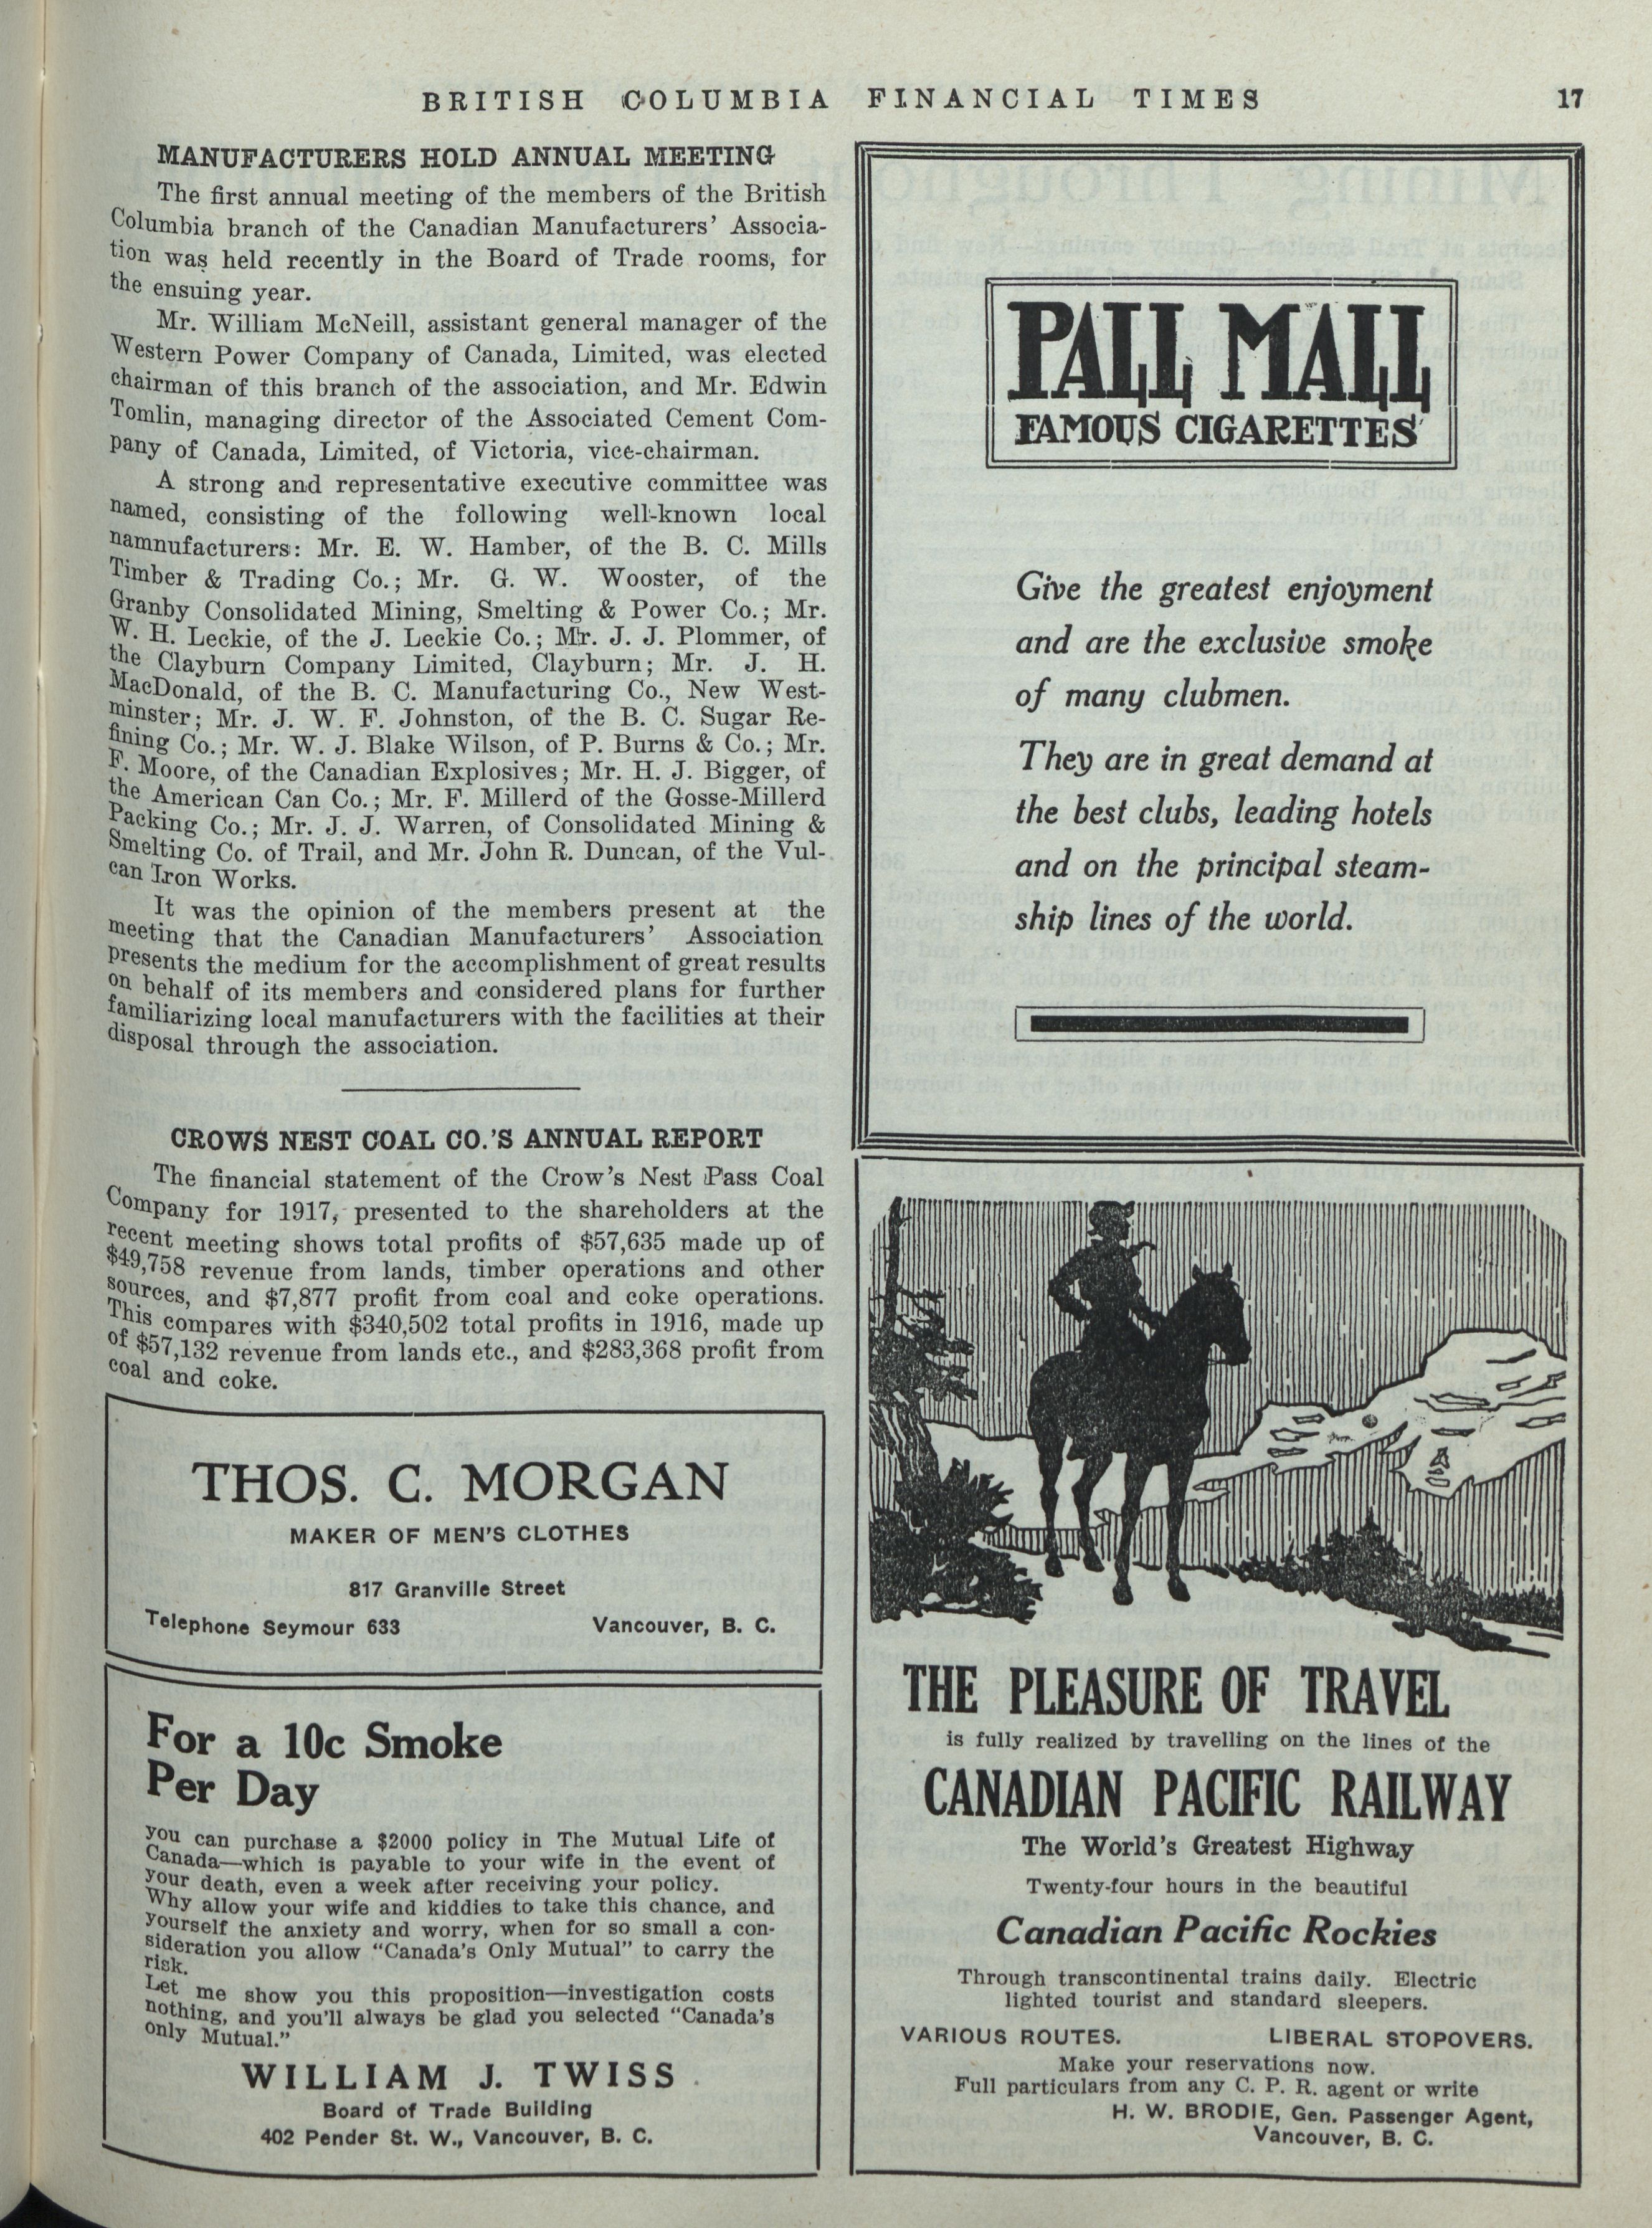 BRITISH COLUMBIA FINANCIAL TIMES 17
MANUFACTURERS HOLD ANNUAL MEETING
The first annual meeting of the members of the British
Columbia branch of the Canadian Manufacturers' Associa-
tion was held recently in the Board of Trade rooms, for
the ensuing year.
Mr. William McNeill, assistant general manager of the
Western Power Company of Canada, Limited, was elected
chairman of this branch of the association, and Mr. Edwin
Tomlin, managing director of the Associated Cement Com-
pany of Canada, Limited, of Victoria, vice-chairman.
A strong and representative executive committee was
named, consisting of the following well-known local
namnufacturers: Mr. E. W. Hamber, of the B. C. Mills
Timber & Trading Co.; Mr. G. W. Wooster, of the
Granby Consolidated Mining, Smelting & Power Co.; Mr.
W. H. Leckie, of the J. Leckie Co.; Mr. J. J. Plommer, of
the Clayburn Company Limited, Clayburn; Mr. J. H.
MacDonald, of the B. C. Manufacturing Co., New West-
minster; Mr. J. W. F. Johnston, of the B. C. Sugar Re-
fining Co.; Mr. W. J. Blake Wilson, of P. Burns & Co.; Mr.
F. Moore, of the Canadian Explosives; Mr. H. J. Bigger, of
the American Can Co.; Mr. F. Millerd of the Gosse-Millerd
Packing Co.; Mr. J. J. Warren, of Consolidated Mining &
Smelting Co. of Trail, and Mr. John R. Duncan, of the Vul-
can Iron Works.
It was the opinion of the members present at the
meeting that the Canadian Manufacturers' Association
presents the medium for the accomplishment of great results
on behalf of its members and considered plans for further
familiarizing local manufacturers with the facilities at their
disposal through the association.
CROWS NEST COAL CO.'S ANNUAL REPORT
The financial statement of the Crow's Nest Pass Coal
Company for 1917, presented to the shareholders at the
recent meeting shows total profits of $57,635 made up of
$49,758 revenue from lands, timber operations and other
sources, and $7,877 profit from coal and coke operations.
This compares with $340,502 total profits in 1916, made up
of $57,132 revenue from lands etc., and $283,368 profit from
coal and coke.
THOS. C. MORGAN
MAKER OF MEN'S CLOTHES
817 Granville Street
Telephone Seymour 633 Vancouver, B. C.
For a 10c Smoke
Per Day
you can purchase a $2000 policy in The Mutual Life of
Canada—which is payable to your wife in the event of
your death, even a week after receiving your policy.
Why allow your wife and kiddies to take this chance, and
yourself the anxiety and worry, when for so small a con-
sideration you allow "Canada's Only Mutual" to carry the
risk.
Let me show you this proposition—investigation costs
nothing, and you'll always be glad you selected "Canada's
only Mutual."
WILLIAM J. TWISS
Board of Trade Building
402 Pender St. W., Vancouver, B. C.
PALL MALL
FAMOUS CIGARETTES
Give the greatest enjoyment
and are the exclusive smoke
of many clubmen.
They are in great demand at
the best clubs, leading hotels
and on the principal steam-
ship lines of the world.
THE PLEASURE OF TRAVEL
is fully realized by travelling on the lines of the
CANADIAN PACIFIC RAILWAY
The World's Greatest Highway
Twenty-four hours in the beautiful
Canadian Pacific Rockies
Through transcontinental trains daily. Electric
lighted tourist and standard sleepers.
VARIOUS ROUTES. LIBERAL STOPOVERS.
Make your reservations now.
Full particulars from any C. P. R. agent or write
H. W. BRODIE, Gen. Passenger Agent,
Vancouver, B. C.